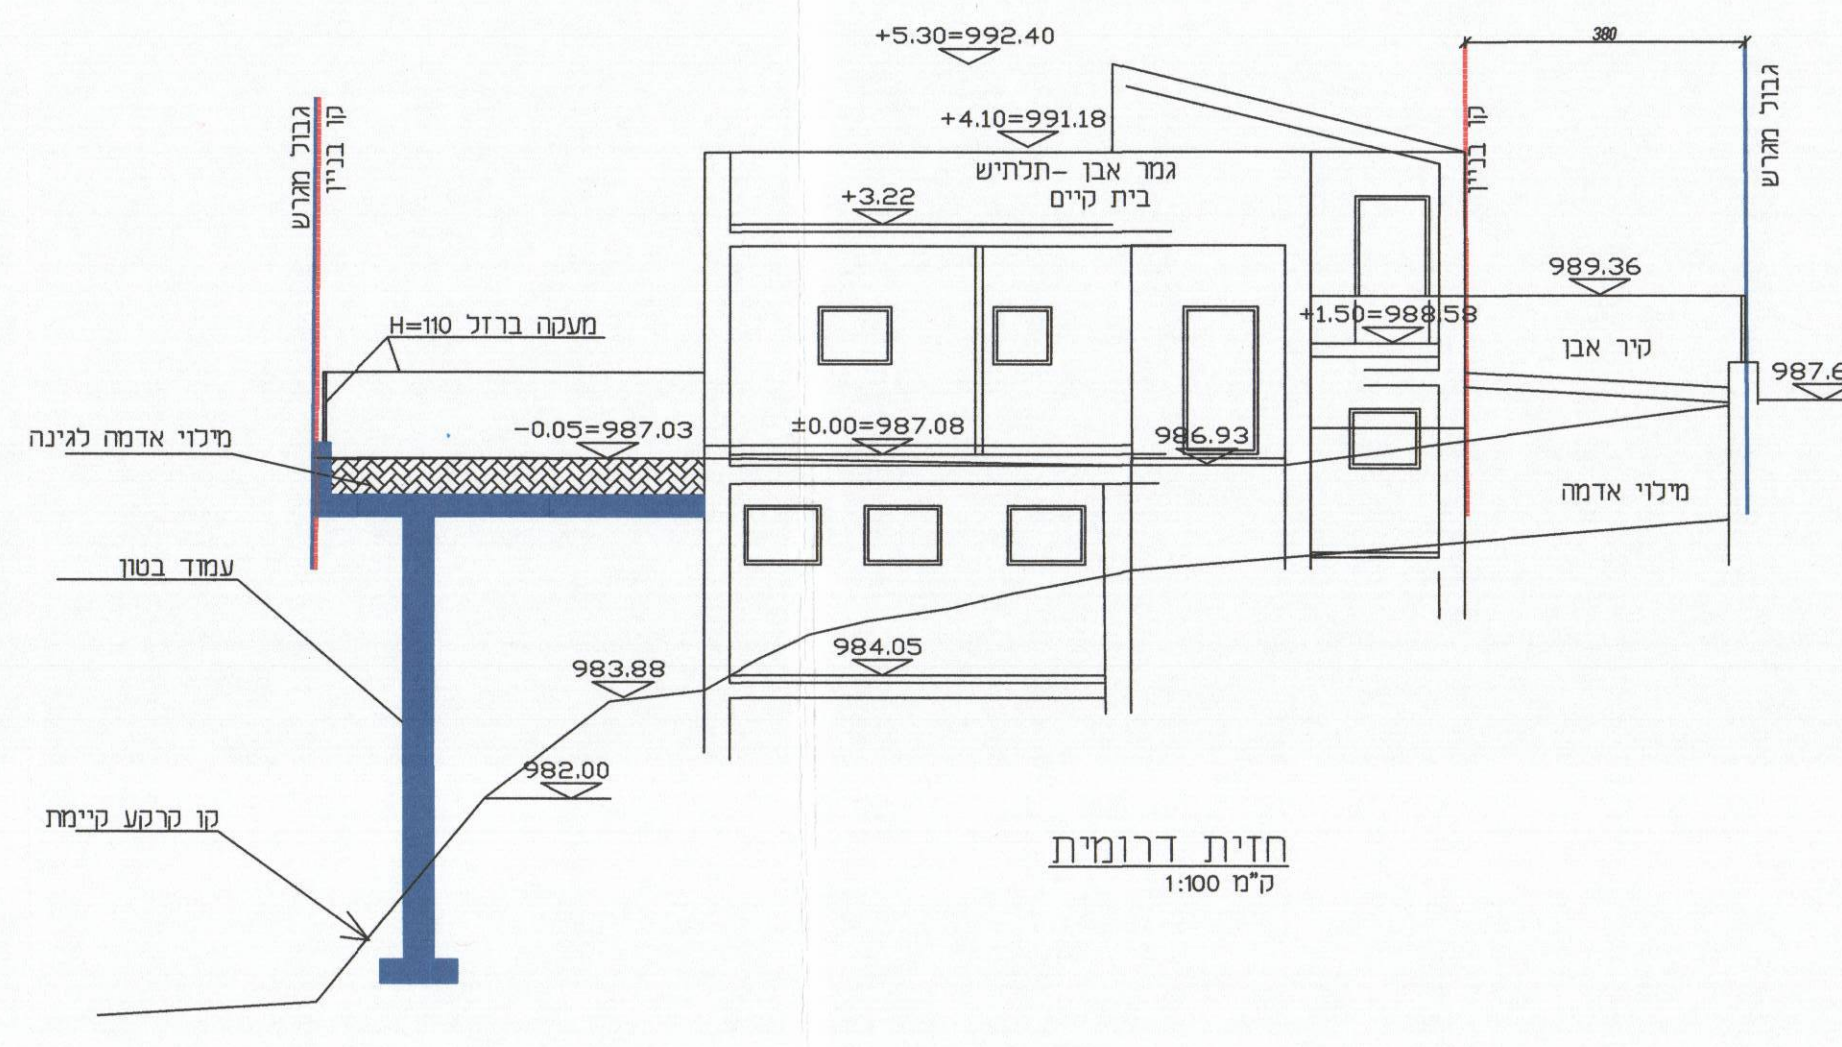 +5.30=992.40
380
+4.10=991.18
גבול מגרש
קו בניין
קו בניין
גבול מגרש
גמר אבן -תלתיש
בית קיים
+3.22
989.36
+1.50=988.58
מעקה ברזל H=110
קיר אבן
987.6
-0.05=987.03
±0.00=987.08
986.93
מילוי אדמה לגינה
מילוי אדמה
עמוד בטון
983.88
984.05
982.00
קו קרקע קיימת
חזית דרומית
ק"מ 1:100